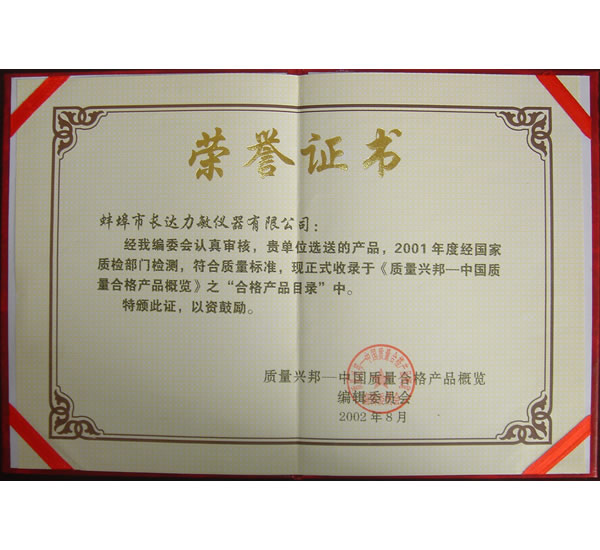 荣誉证书
蚌埠市长达力敏仪器有限公司：
经我编委会认真审核，贵单位选送的产品，2001年度经国家
质检部门检测，符合质量标准，现正式收录于《质量兴邦—中国质
量合格产品概览》之“合格产品目录”中。
特颁此证，以资鼓励。
质量兴邦—中国质量合格产品概览
编辑委员会
2002年8月